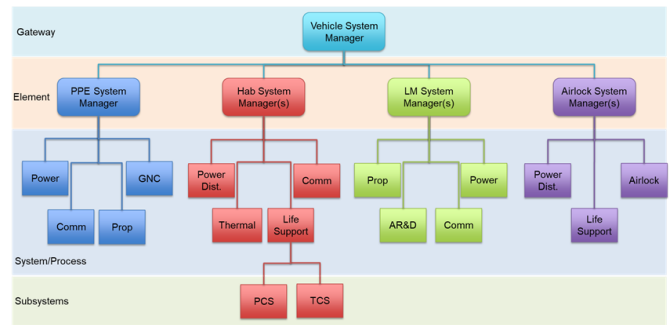 Gateway
Vehicle System
Manager
Element
PPE System
Manager
Hab System
Manager(s)
LM System
Manager(s)
Airlock System
Manager(s)
Power
GNC
Power
Dist.
Comm
Prop
Power
Power
Dist.
Airlock
Comm
Prop
Thermal
Life
Support
AR&D
Comm
Life
Support
System/Process
Subsystems
PCS
TCS